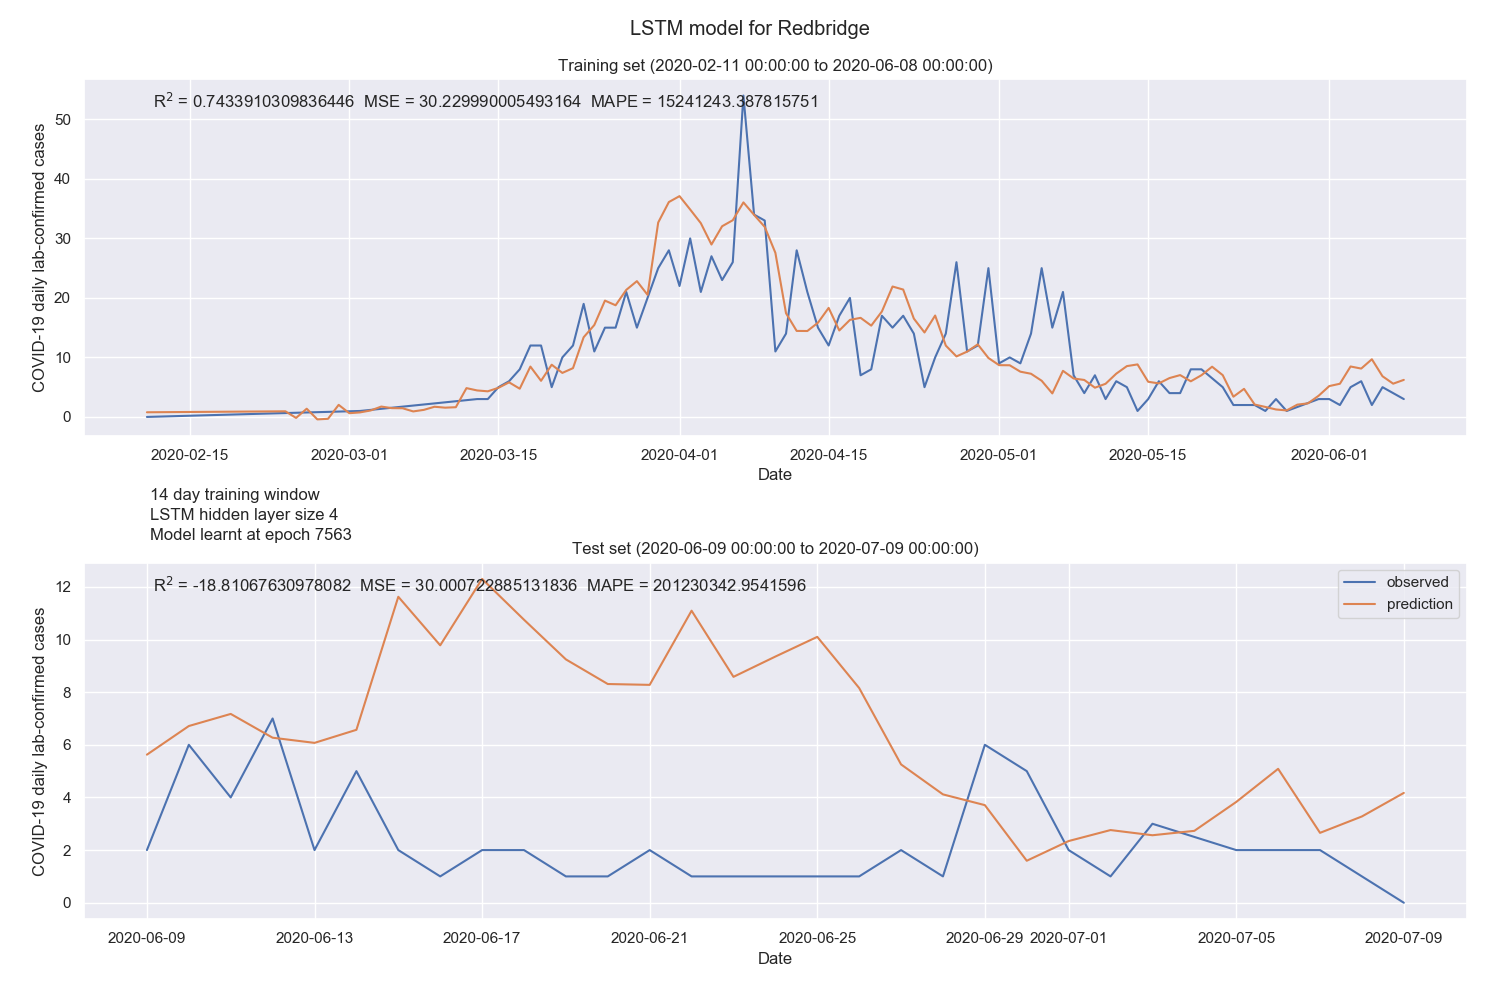 LSTM model for Redbridge
Training set (2020-02-11 00:00:00 to 2020-06-08 00:00:00)
R² = 0.7433910309836446 MSE = 30.229990005493164 MAPE = 15241243.387815751
COVID-19 daily lab-confirmed cases
50
40
30
20
10
0
2020-02-15 2020-03-01 2020-03-15 2020-04-01 2020-04-15 2020-05-01 2020-05-15 2020-06-01
Date
14 day training window
LSTM hidden layer size 4
Model learnt at epoch 7563
Test set (2020-06-09 00:00:00 to 2020-07-09 00:00:00)
R² = -18.81067630978082 MSE = 30.000722885131836 MAPE = 201230342.9541596
observed
prediction
COVID-19 daily lab-confirmed cases
12
10
8
6
4
2
0
2020-06-09 2020-06-13 2020-06-17 2020-06-21 2020-06-25 2020-06-29 2020-07-01 2020-07-05 2020-07-09
Date